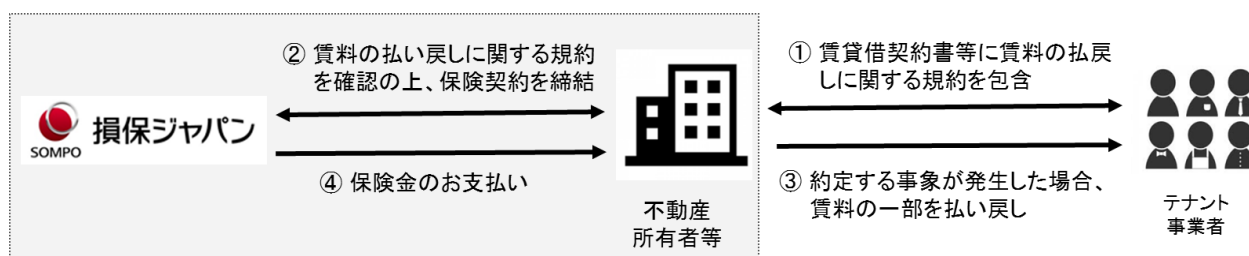 ② 賃料の払い戻しに関する規約
を確認の上、保険契約を締結
① 賃貸借契約書等に賃料の払戻
しに関する規約を包含
SOMPO
損保ジャパン
④ 保険金のお支払い
③ 約定する事象が発生した場合、
賃料の一部を払い戻し
不動産
所有者等
テナント
事業者